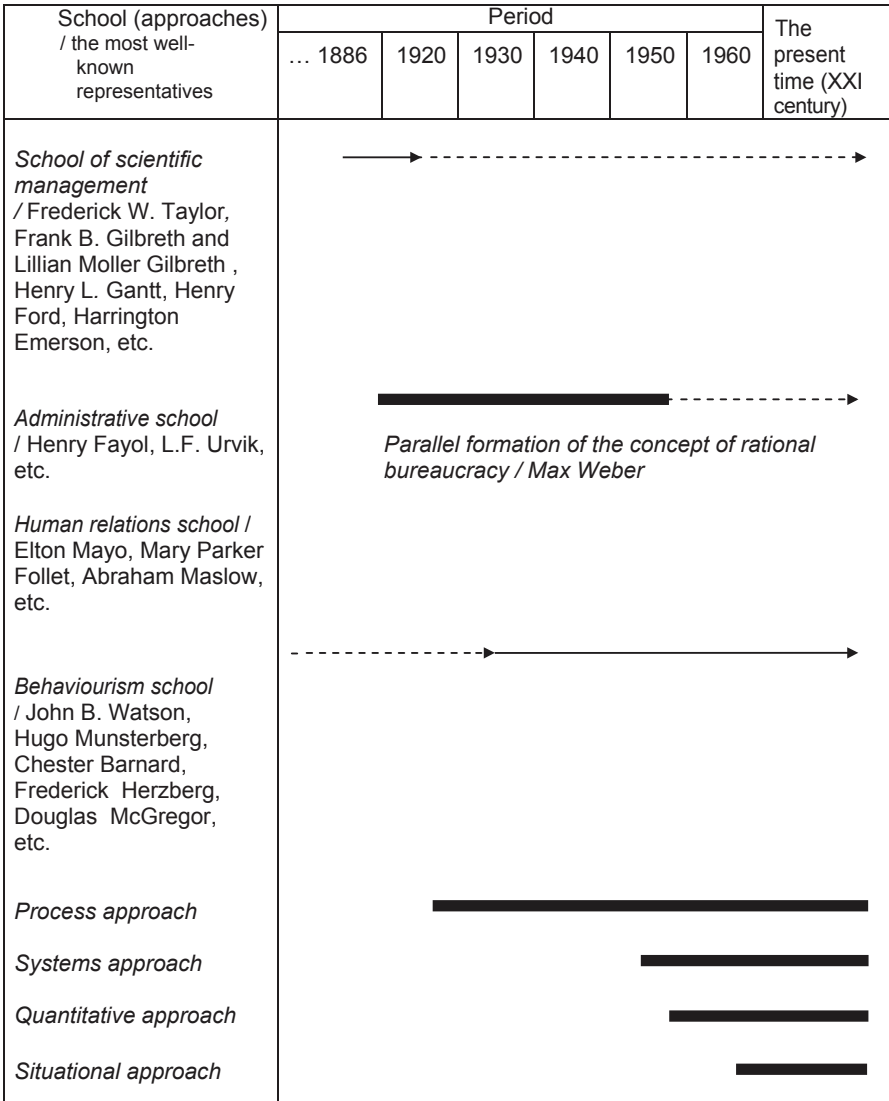 School (approaches)
/ the most well-
known
representatives
Period
… 1886
1920
1930
1940
1950
1960
The
present
time (XXI
century)
School of scientific
management
/ Frederick W. Taylor,
Frank B. Gilbreth and
Lillian Moller Gilbreth ,
Henry L. Gantt, Henry
Ford, Harrington
Emerson, etc.
Administrative school
/ Henry Fayol, L.F. Urvik,
etc.
Parallel formation of the concept of rational
bureaucracy / Max Weber
Human relations school /
Elton Mayo, Mary Parker
Follet, Abraham Maslow,
etc.
Behaviourism school
/ John B. Watson,
Hugo Munsterberg,
Chester Barnard,
Frederick Herzberg,
Douglas McGregor,
etc.
Process approach
Systems approach
Quantitative approach
Situational approach